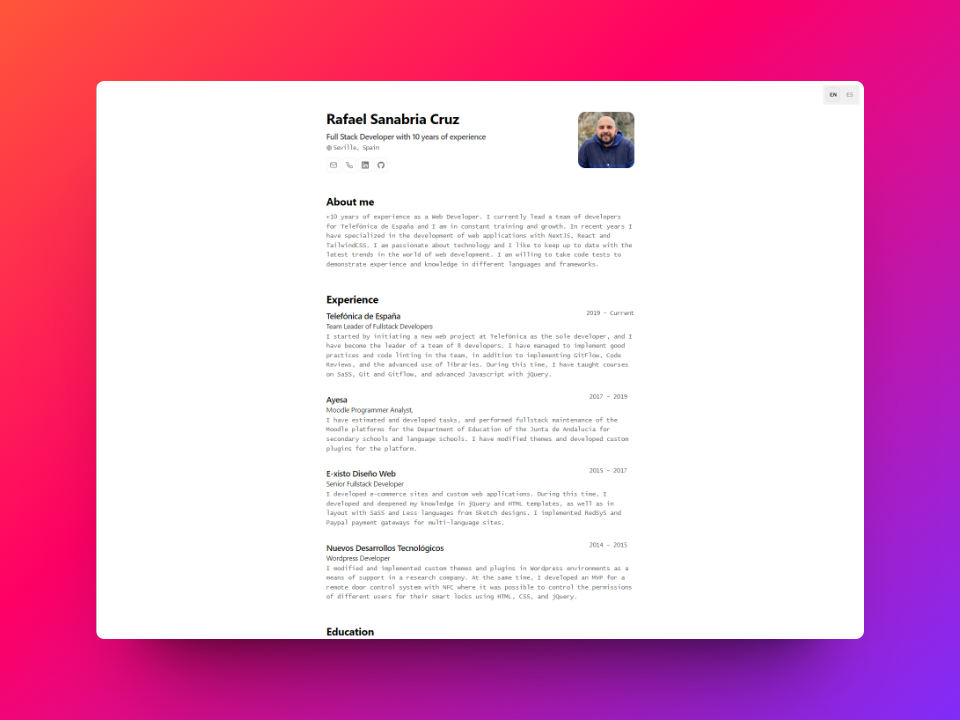 EN ES
Rafael Sanabria Cruz
Full Stack Developer with 10 years of experience
Seville, Spain
About me
+10 years of experience as a Web Developer. I currently lead a team of developers
for Telefónica de España and I am in constant training and growth. In recent years I
have specialized in the development of web applications with NextJS, React and
TailwindCSS. I am passionate about technology and I like to keep up to date with the
latest trends in the world of web development. I am willing to take code tests to
demonstrate experience and knowledge in different languages and frameworks.
Experience
Telefónica de España
2019 - Current
Team Leader of Fullstack Developers
I started by initiating a new web project at Telefónica as the sole developer, and I
have become the leader of a team of 8 developers. I have managed to implement good
practices and code linting in the team, in addition to implementing GitFlow, Code
Reviews, and the advanced use of libraries. During this time, I have taught courses
on SaSS, Git and Gitflow, and advanced Javascript with jQuery.
Ayesa
2017 - 2019
Moodle Programmer Analyst.
I have estimated and developed tasks, and performed fullstack maintenance of the
Moodle platforms for the Department of Education of the Junta de Andalucía for
secondary schools and language schools. I have modified themes and developed custom
plugins for the platform.
E-xisto Diseño Web
2015 - 2017
Senior Fullstack Developer
I developed e-commerce sites and custom web applications. During this time, I
developed and deepened my knowledge in jQuery and HTML templates, as well as in
layout with SaSS and Less languages from Sketch designs. I implemented RedSyS and
Paypal payment gateways for multi-language sites.
Nuevos Desarrollos Tecnológicos
2014 - 2015
Wordpress Developer
I modified and implemented custom themes and plugins in Wordpress environments as a
means of support in a research company. At the same time, I developed an MVP for a
remote door control system with NFC where it was possible to control the permissions
of different users for their smart locks using HTML, CSS, and jQuery.
Education